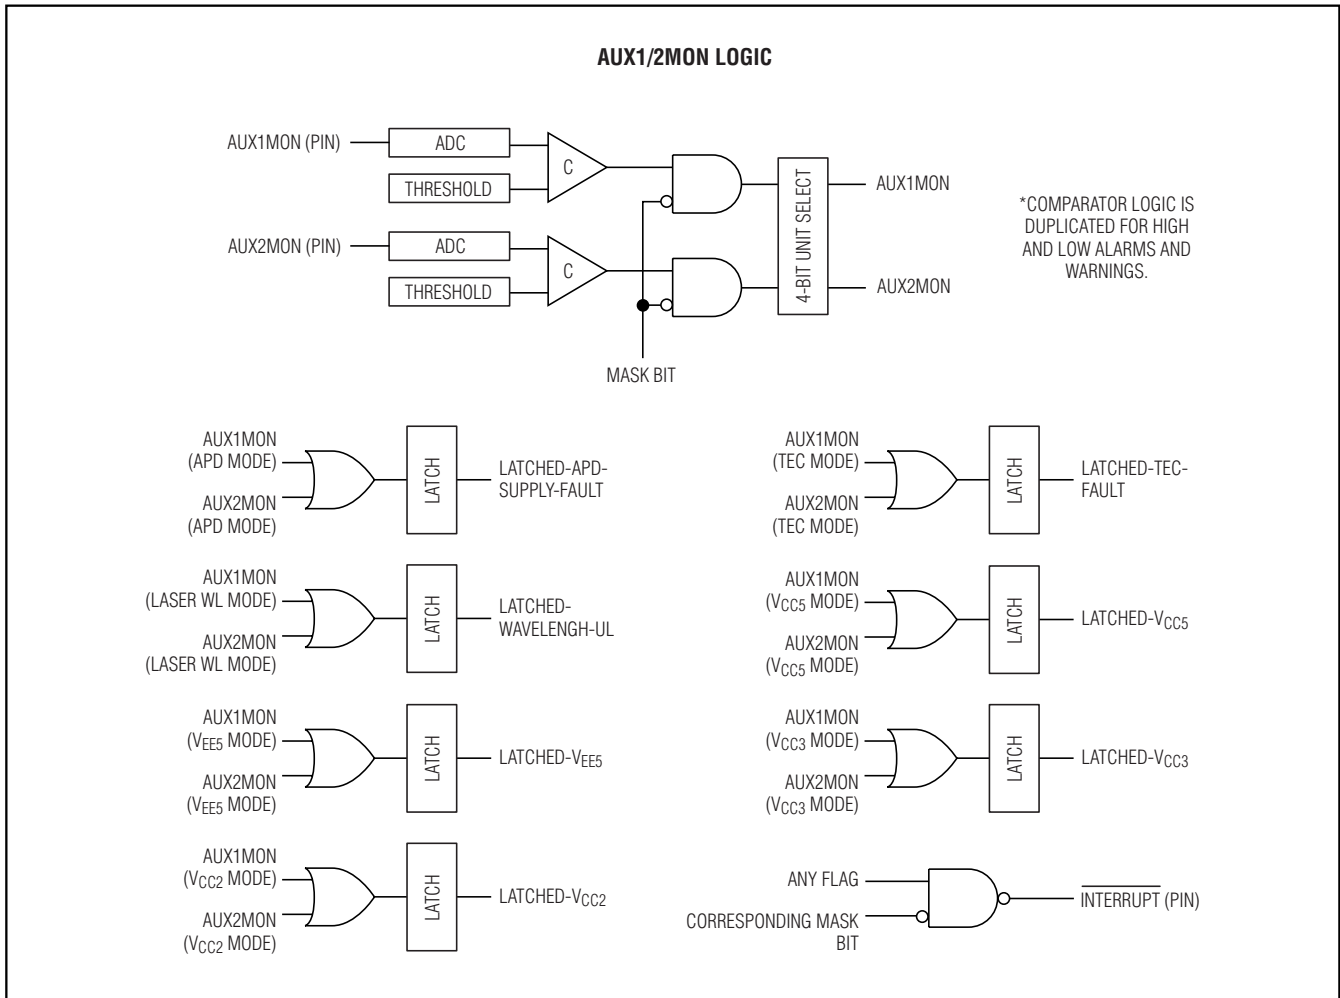 AUX1/2MON LOGIC
AUX1MON (PIN)
ADC
THRESHOLD
C
AUX2MON (PIN)
ADC
THRESHOLD
C
MASK BIT
4-BIT UNIT SELECT
AUX1MON
AUX2MON
*COMPARATOR LOGIC IS
DUPLICATED FOR HIGH
AND LOW ALARMS AND
WARNINGS.
AUX1MON
(APD MODE)
AUX2MON
(APD MODE)
LATCH
LATCHED-APD-
SUPPLY-FAULT
AUX1MON
(TEC MODE)
AUX2MON
(TEC MODE)
LATCH
LATCHED-TEC-
FAULT
AUX1MON
(LASER WL MODE)
AUX2MON
(LASER WL MODE)
LATCH
LATCHED-
WAVELENGH-UL
AUX1MON
(VCC5 MODE)
AUX2MON
(VCC5 MODE)
LATCH
LATCHED-VCC5
AUX1MON
(VEE5 MODE)
AUX2MON
(VEE5 MODE)
LATCH
LATCHED-VEE5
AUX1MON
(VCC3 MODE)
AUX2MON
(VCC3 MODE)
LATCH
LATCHED-VCC3
AUX1MON
(VCC2 MODE)
AUX2MON
(VCC2 MODE)
LATCH
LATCHED-VCC2
ANY FLAG
CORRESPONDING MASK
BIT
INTERRUPT (PIN)